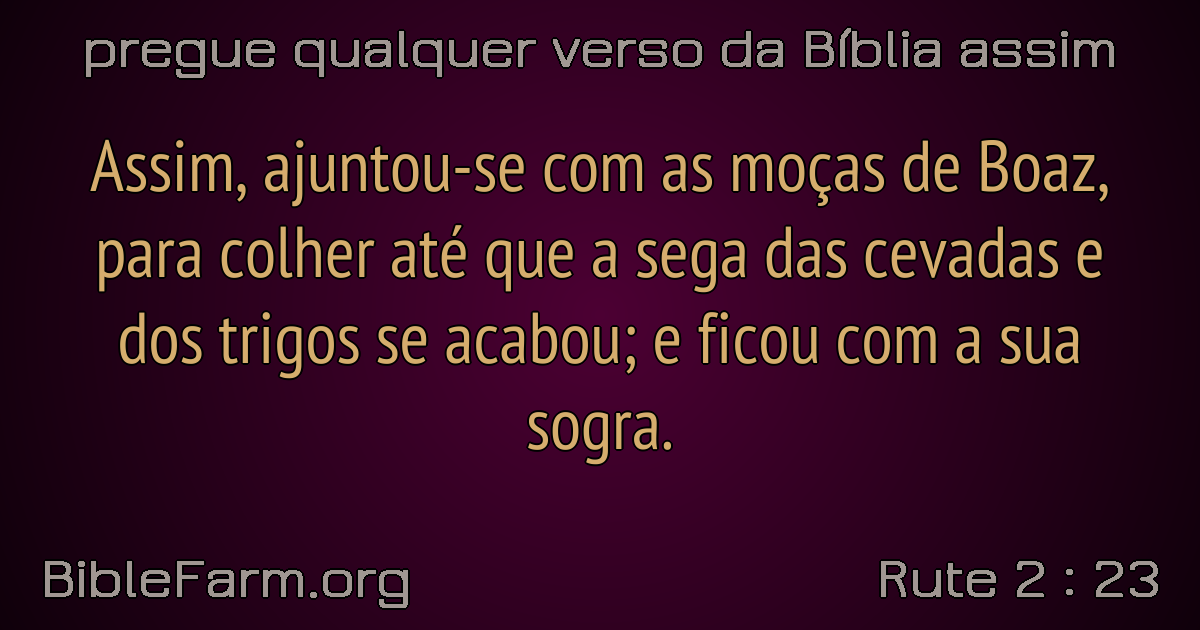 pregue qualquer verso da Bíblia assim
Assim, ajuntou-se com as moças de Boaz,
para colher até que a sega das cevadas e
dos trigos se acabou; e ficou com a sua
sogra.
BibleFarm.org
Rute 2 : 23